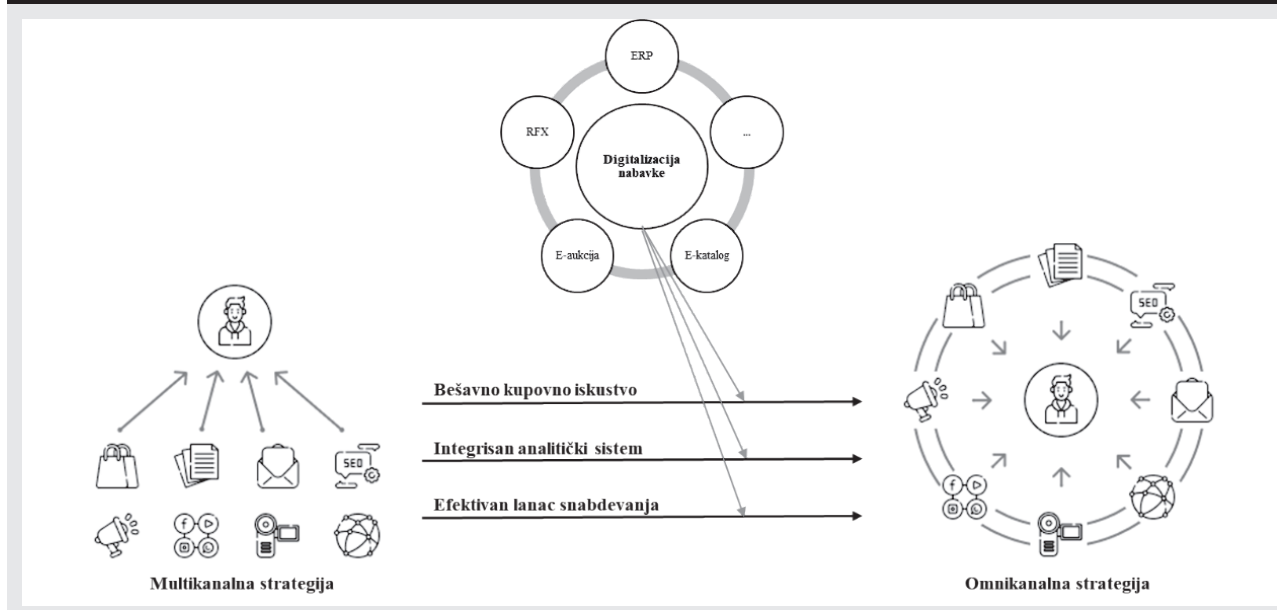 ERP
RFX
...
Digitalizacija
nabavke
E-aukcija
E-katalog
SEO
Bešavno kupovno iskustvo
Integrisan analitički sistem
SEO
Efektivan lanac snabdevanja
Multikanalna strategija
Omnikanalna strategija